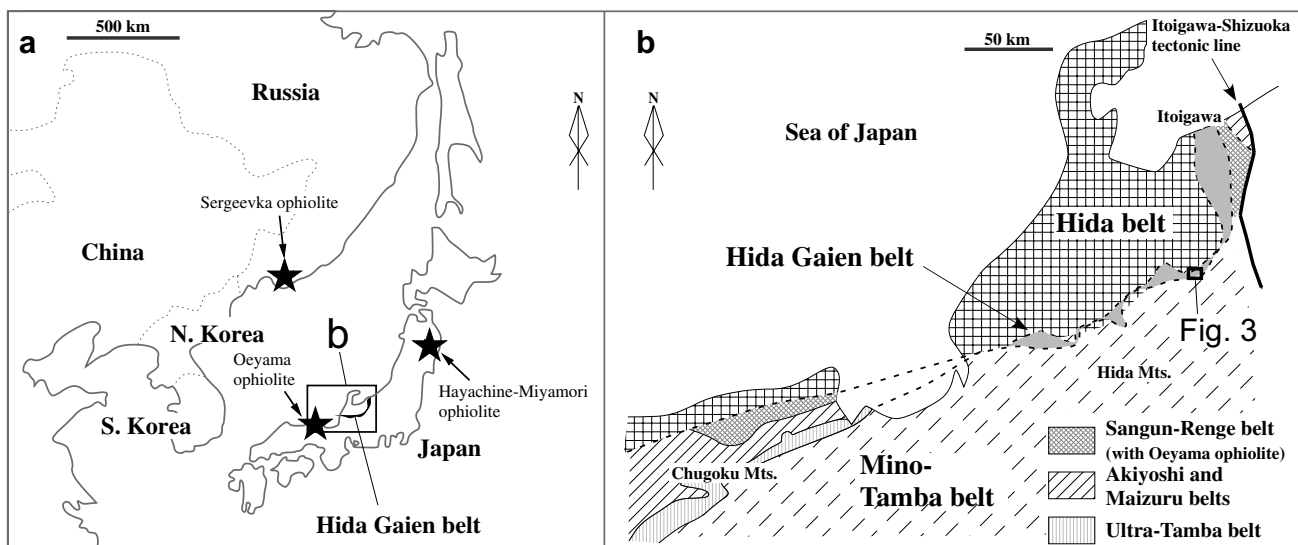 a
500 km
Russia
N
Sergeevka ophiolite
China
N. Korea
b
Oeyama
ophiolite
Hayachine-Miyamori
ophiolite
S. Korea
Japan
Hida Gaien belt
b
50 km
Itoigawa-Shizuoka
tectonic line
N
Sea of Japan
Itoigawa
Hida belt
Hida Gaien belt
Fig. 3
Hida Mts.
Chugoku Mts.
Mino-
Tamba belt
Sangun-Renge belt
(with Oeyama ophiolite)
Akiyoshi and
Maizuru belts
Ultra-Tamba belt